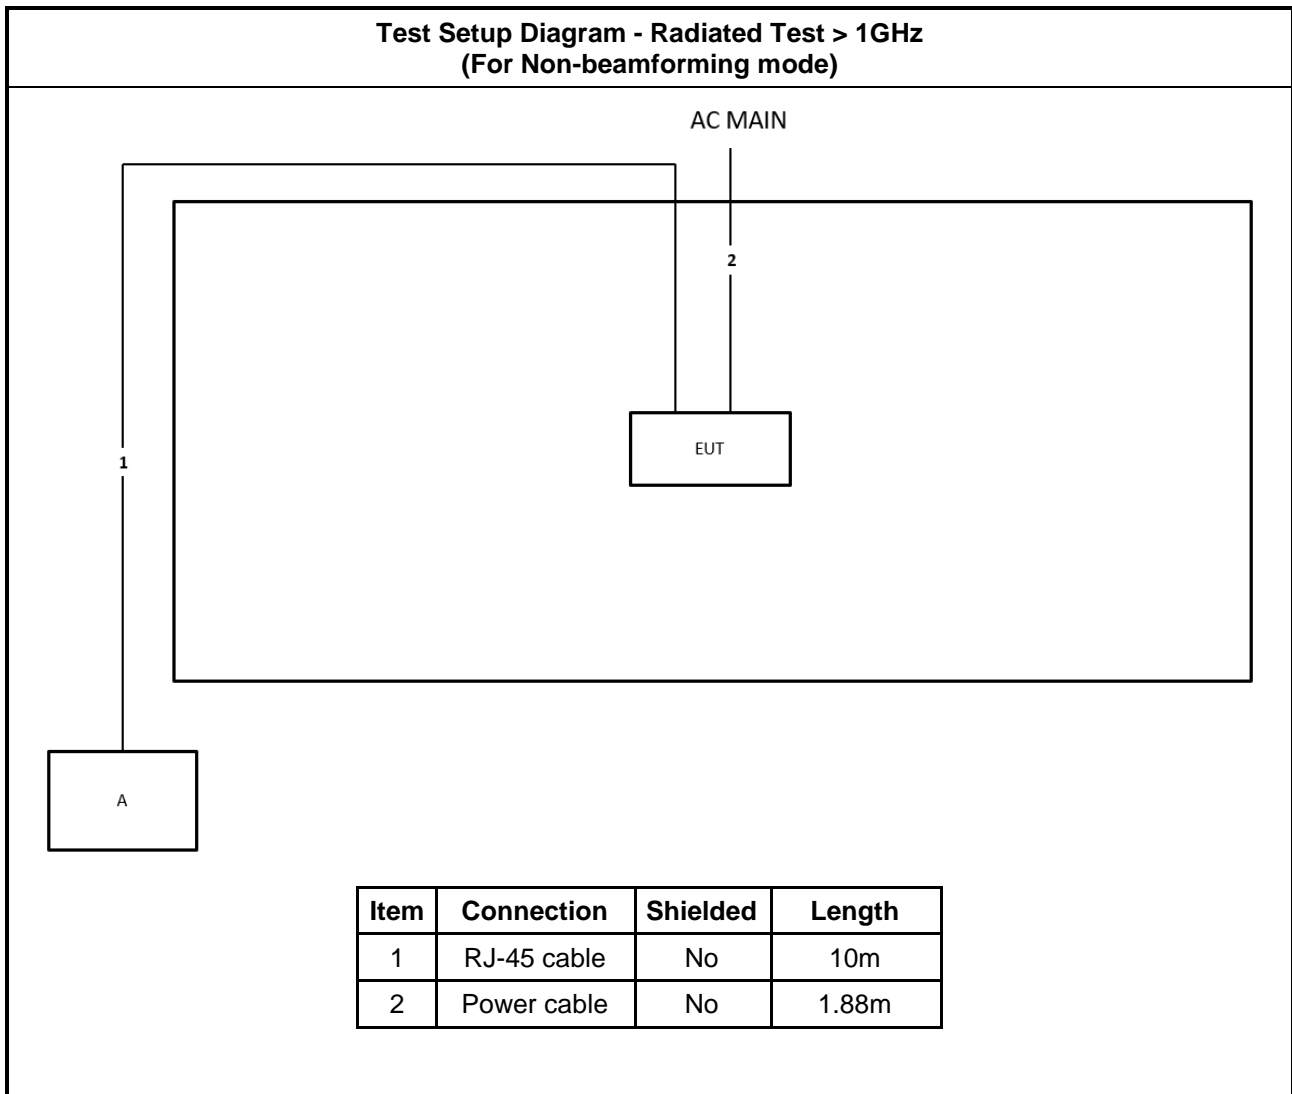 Test Setup Diagram - Radiated Test > 1GHz
(For Non-beamforming mode)
AC MAIN
2
EUT
1
A
Item Connection Shielded Length
1 RJ-45 cable No 10m
2 Power cable No 1.88m